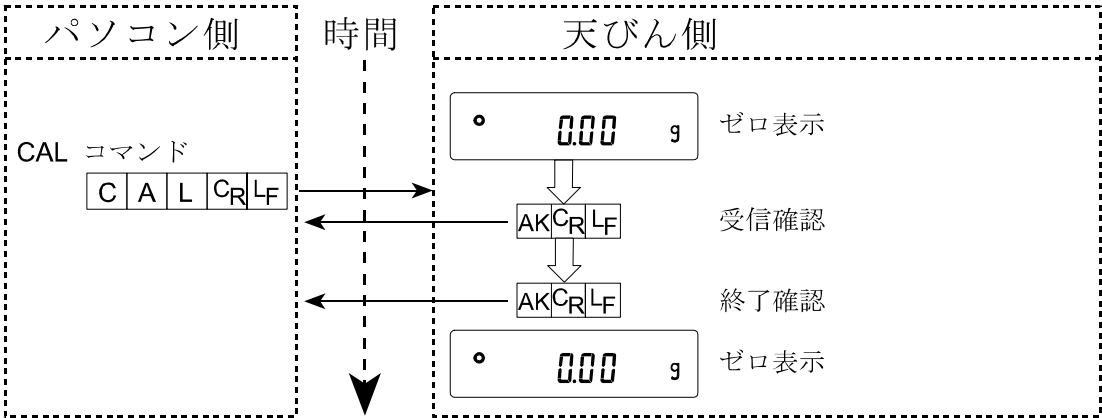 パソコン側 時間 天びん側
0.00 g ゼロ表示
CAL コマンド
C A L CR LF
AK CR LF 受信確認
AK CR LF 終了確認
0.00 g ゼロ表示